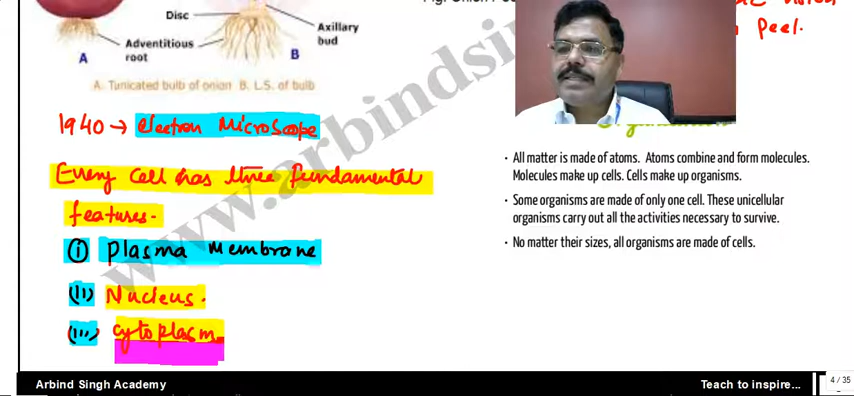 Disc
Axillary
bud
Adventitious
root
A
B
A. Tunicated bulb of onion B. L.S. of bulb
peel.
1940 → Electron Microscope
Every cell has three fundamental
features-
(i) Plasma Membrane
(ii) Nucleus.
(iii) Cytoplasm
• All matter is made of atoms. Atoms combine and form molecules.
Molecules make up cells. Cells make up organisms.
• Some organisms are made of only one cell. These unicellular
organisms carry out all the activities necessary to survive.
• No matter their sizes, all organisms are made of cells.
Arbind Singh Academy
Teach to inspire...
4 / 35